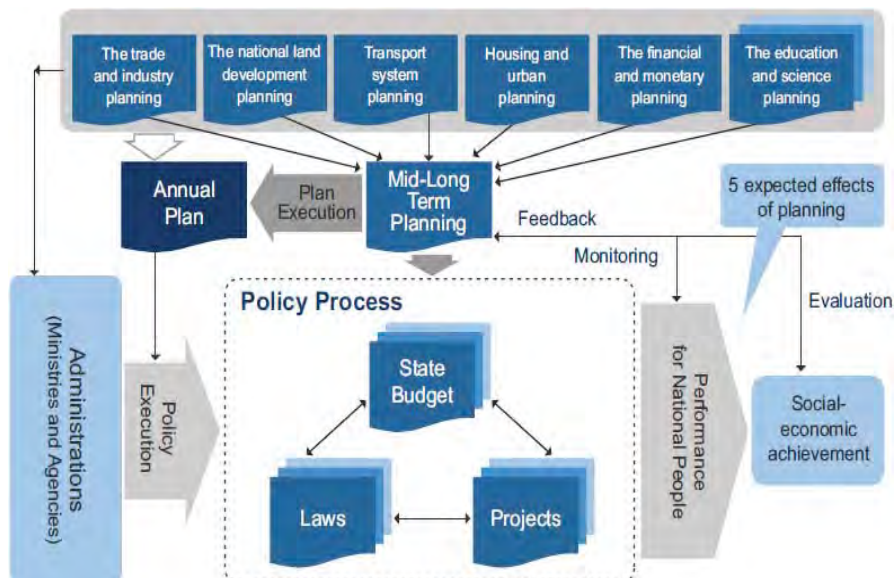 The trade
and industry
planning
The national land
development
planning
Transport
system
planning
Housing and
urban
planning
The financial
and monetary
planning
The education
and science
planning
Annual
Plan
Plan
Execution
Mid-Long
Term
Planning
5 expected effects
of planning
Feedback
Monitoring
Evaluation
Administrations
(Ministries and Agencies)
Policy
Execution
Policy Process
State
Budget
Laws
Projects
Performance
for National People
Social-
economic
achievement